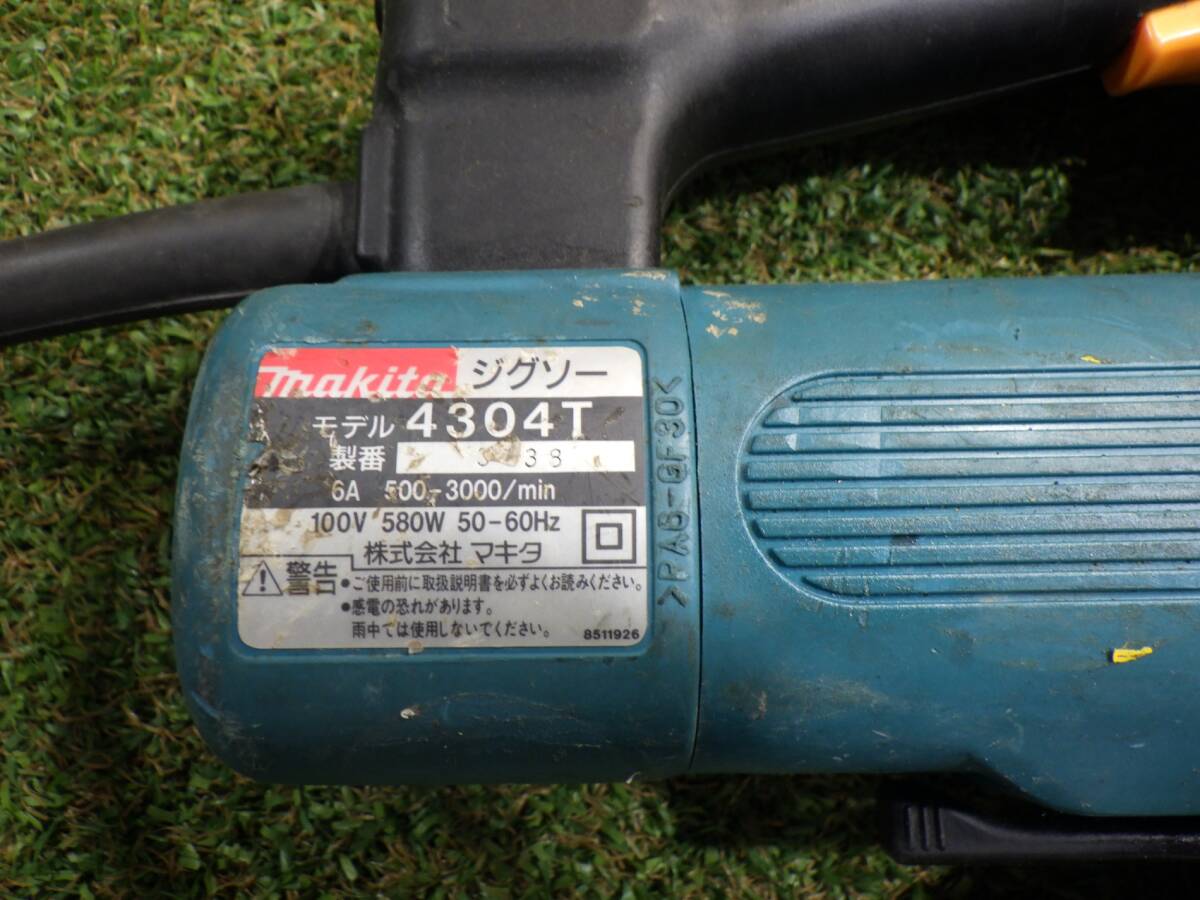 makita ジグソー
モデル 4304T
製番 38
6A 500-3000/min
100V 580W 50-60Hz
株式会社 マキタ
警告 •ご使用前に取扱説明書を必ずよくお読みください。
•感電の恐れがあります。
雨中では使用しないでください。
8511926
>PA6-GF30<